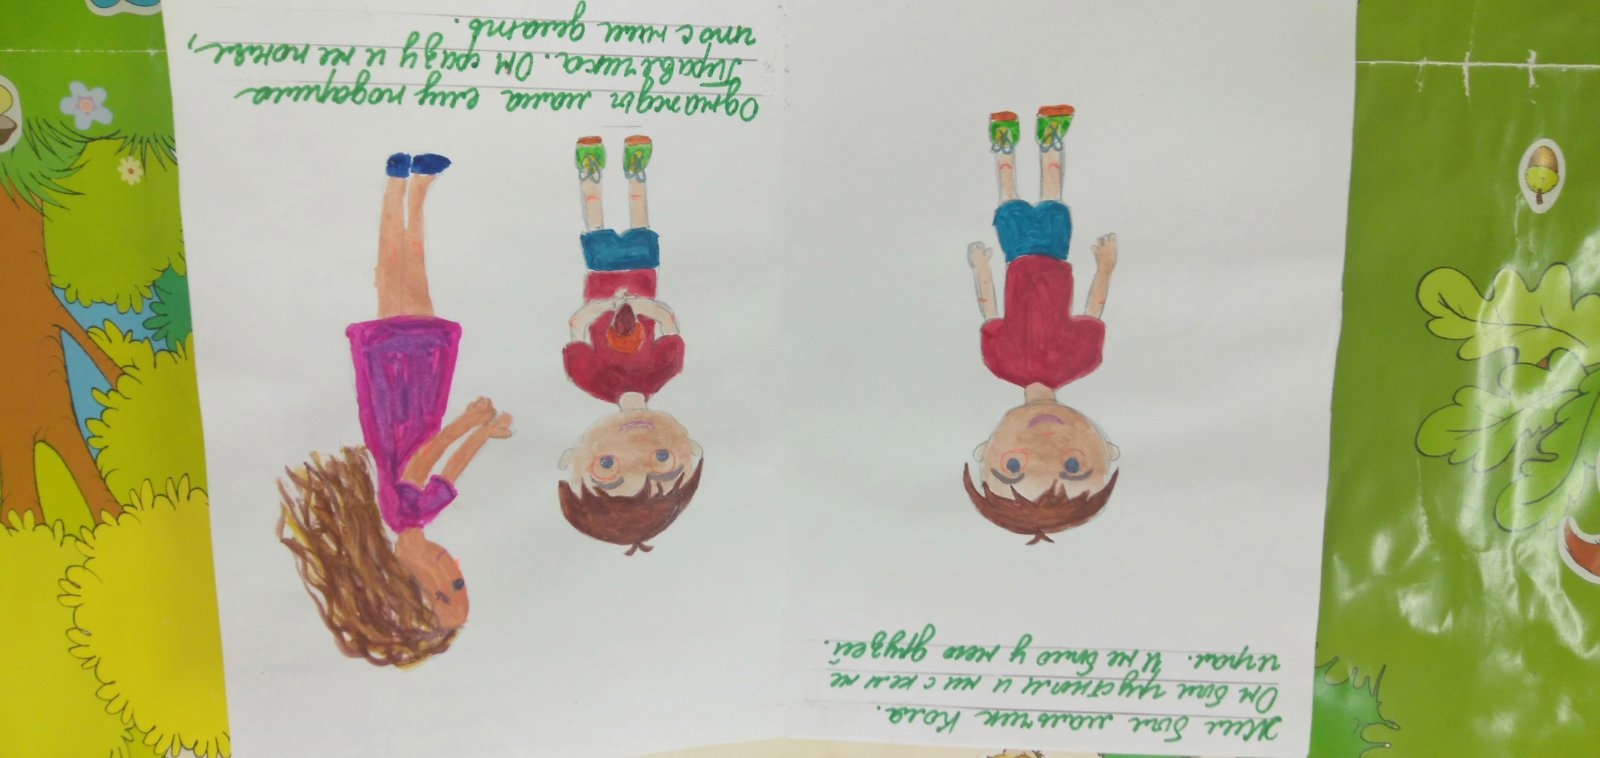 Жил был мальчик Коля.
Он был грустным и ни с кем не
играл. И не было у него друзей.
Однажды мама ему подарила
Правлячика. Он сразу и не понял,
что с ним делать.